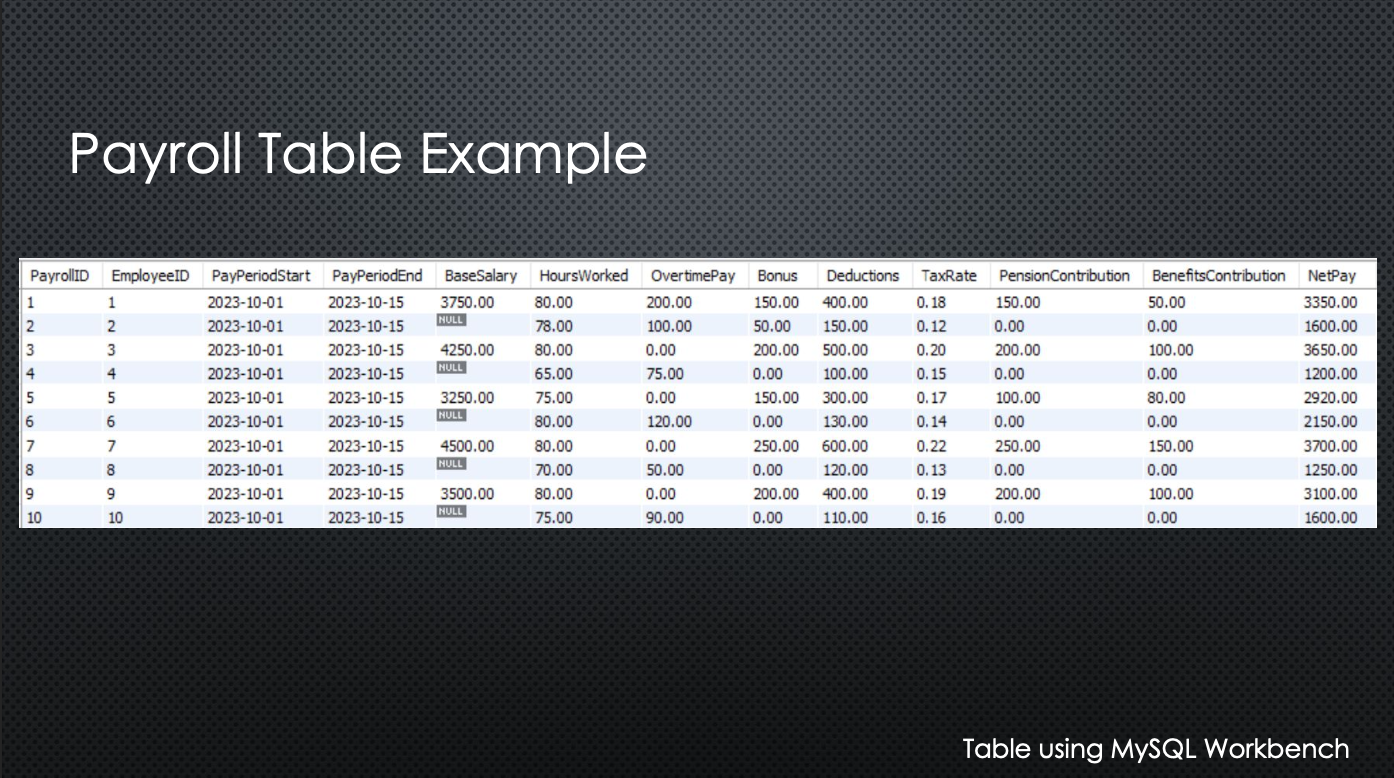 Payroll Table Example
PayrollID EmployeeID PayPeriodStart PayPeriodEnd BaseSalary HoursWorked OvertimePay Bonus Deductions TaxRate PensionContribution BenefitsContribution NetPay
1 1 2023-10-01 2023-10-15 3750.00 80.00 200.00 150.00 400.00 0.18 150.00 50.00 3350.00
2 2 2023-10-01 2023-10-15 NULL 78.00 100.00 50.00 150.00 0.12 0.00 0.00 1600.00
3 3 2023-10-01 2023-10-15 4250.00 80.00 0.00 200.00 500.00 0.20 200.00 100.00 3650.00
4 4 2023-10-01 2023-10-15 NULL 65.00 75.00 0.00 100.00 0.15 0.00 0.00 1200.00
5 5 2023-10-01 2023-10-15 3250.00 75.00 0.00 150.00 300.00 0.17 100.00 80.00 2920.00
6 6 2023-10-01 2023-10-15 NULL 80.00 120.00 0.00 130.00 0.14 0.00 0.00 2150.00
7 7 2023-10-01 2023-10-15 4500.00 80.00 0.00 250.00 600.00 0.22 250.00 150.00 3700.00
8 8 2023-10-01 2023-10-15 NULL 70.00 50.00 0.00 120.00 0.13 0.00 0.00 1250.00
9 9 2023-10-01 2023-10-15 3500.00 80.00 0.00 200.00 400.00 0.19 200.00 100.00 3100.00
10 10 2023-10-01 2023-10-15 NULL 75.00 90.00 0.00 110.00 0.16 0.00 0.00 1600.00
Table using MySQL Workbench